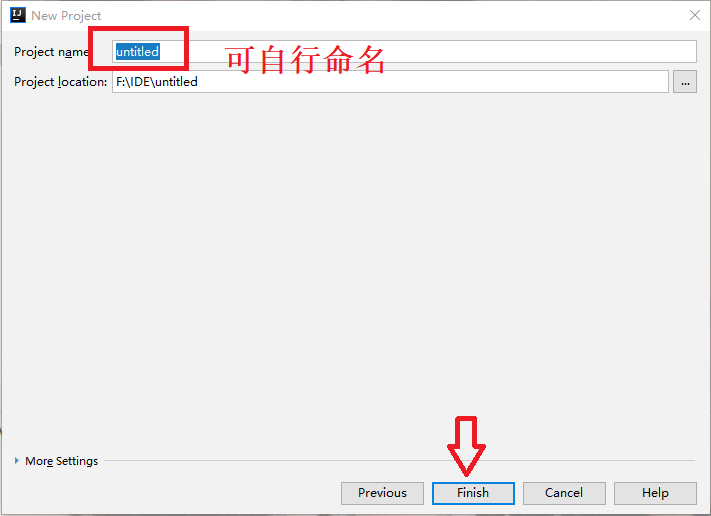 New Project
Project name: untitled 可自行命名
Project location: F:\IDE\untitled ...
More Settings
Previous Finish Cancel Help